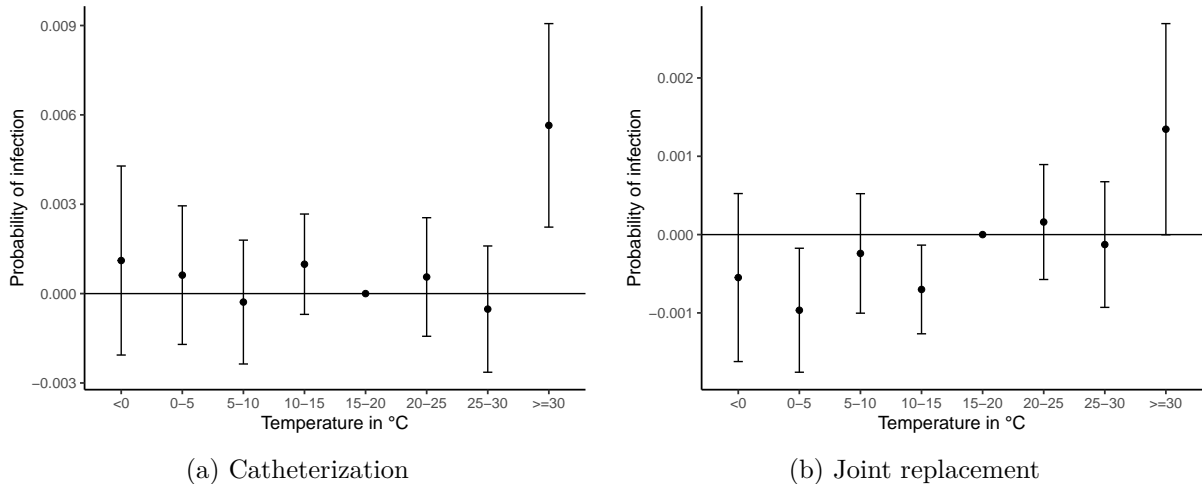 0.009
0.006
0.003
0.000
−0.003
Probability of infection
<0 0−5 5−10 10−15 15−20 20−25 25−30 >=30
Temperature in °C
(a) Catheterization
0.002
0.001
0.000
−0.001
Probability of infection
<0 0−5 5−10 10−15 15−20 20−25 25−30 >=30
Temperature in °C
(b) Joint replacement